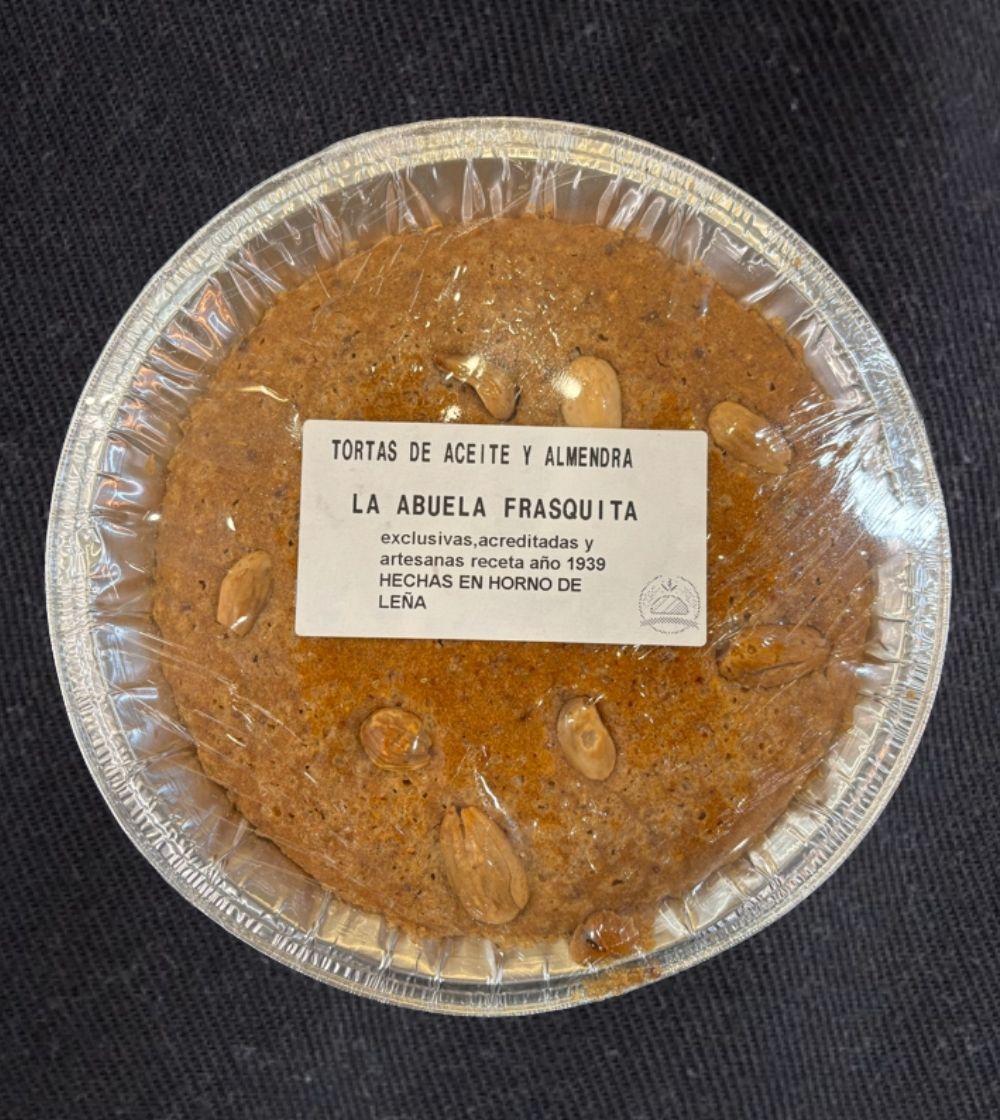 TORTAS DE ACEITE Y ALMENDRA
LA ABUELA FRASQUITA
exclusivas,acreditadas y
artesanas receta año 1939
HECHAS EN HORNO DE
LEÑA